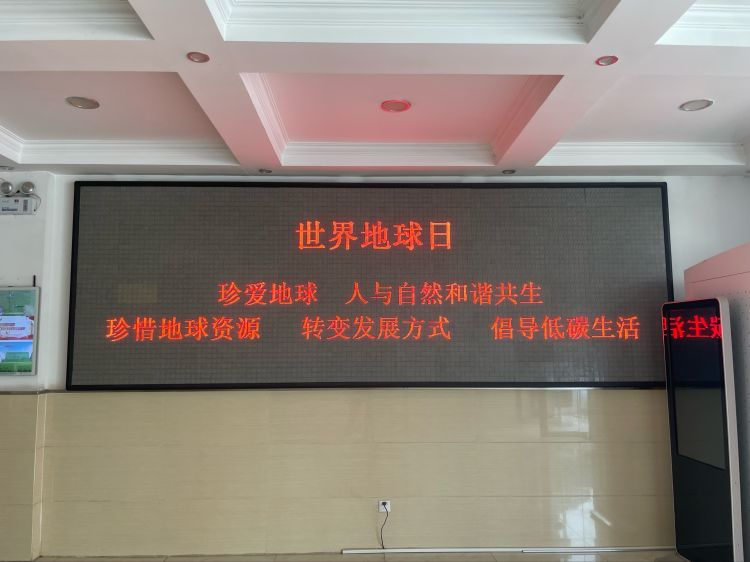 世界地球日
珍爱地球 人与自然和谐共生
珍惜地球资源 转变发展方式 倡导低碳生活